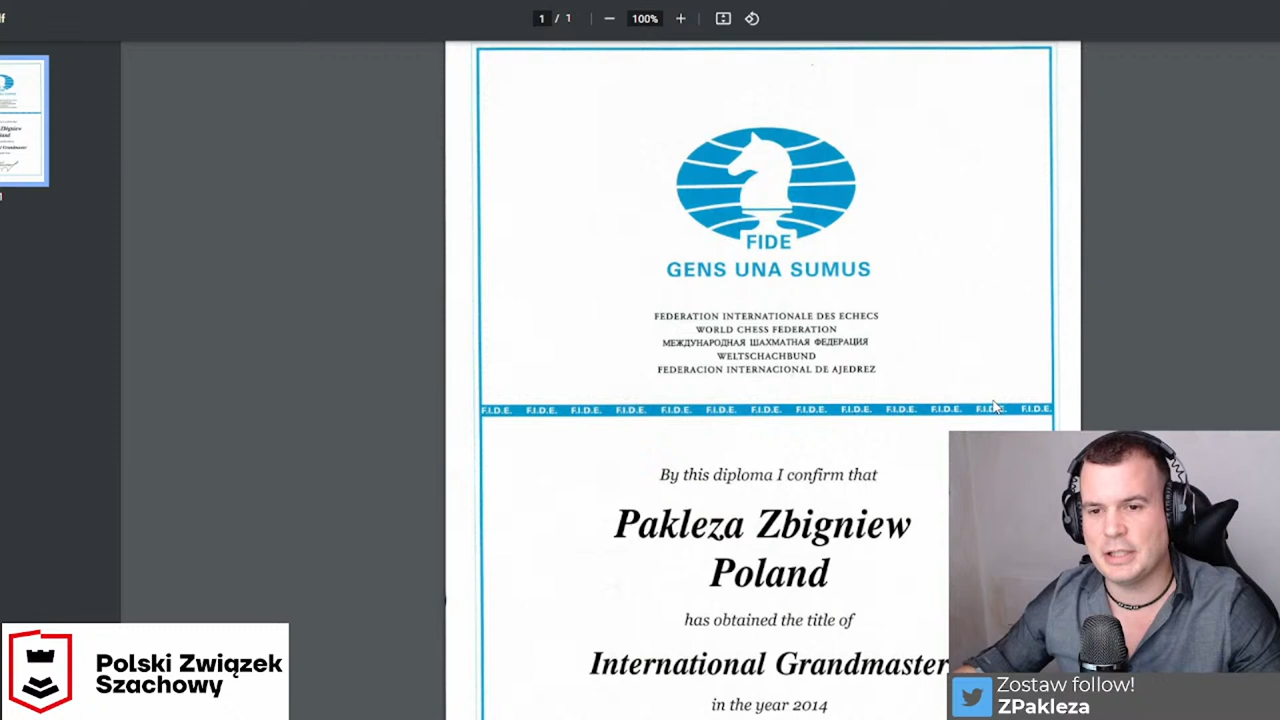 1 / 1
100%
FIDE
GENS UNA SUMUS
FEDERATION INTERNATIONALE DES ECHECS
WORLD CHESS FEDERATION
МЕЖДУНАРОДНАЯ ШАХМАТНАЯ ФЕДЕРАЦИЯ
WELTSCHACHBUND
FEDERACION INTERNACIONAL DE AJEDREZ
F.I.D.E. F.I.D.E. F.I.D.E. F.I.D.E. F.I.D.E. F.I.D.E. F.I.D.E. F.I.D.E. F.I.D.E. F.I.D.E. F.I.D.E. F.I.D.E. F.I.D.E.
By this diploma I confirm that
Pakleza Zbigniew
Poland
has obtained the title of
International Grandmaster
in the year 2014
Polski Związek
Szachowy
Zostaw follow!
ZPakleza